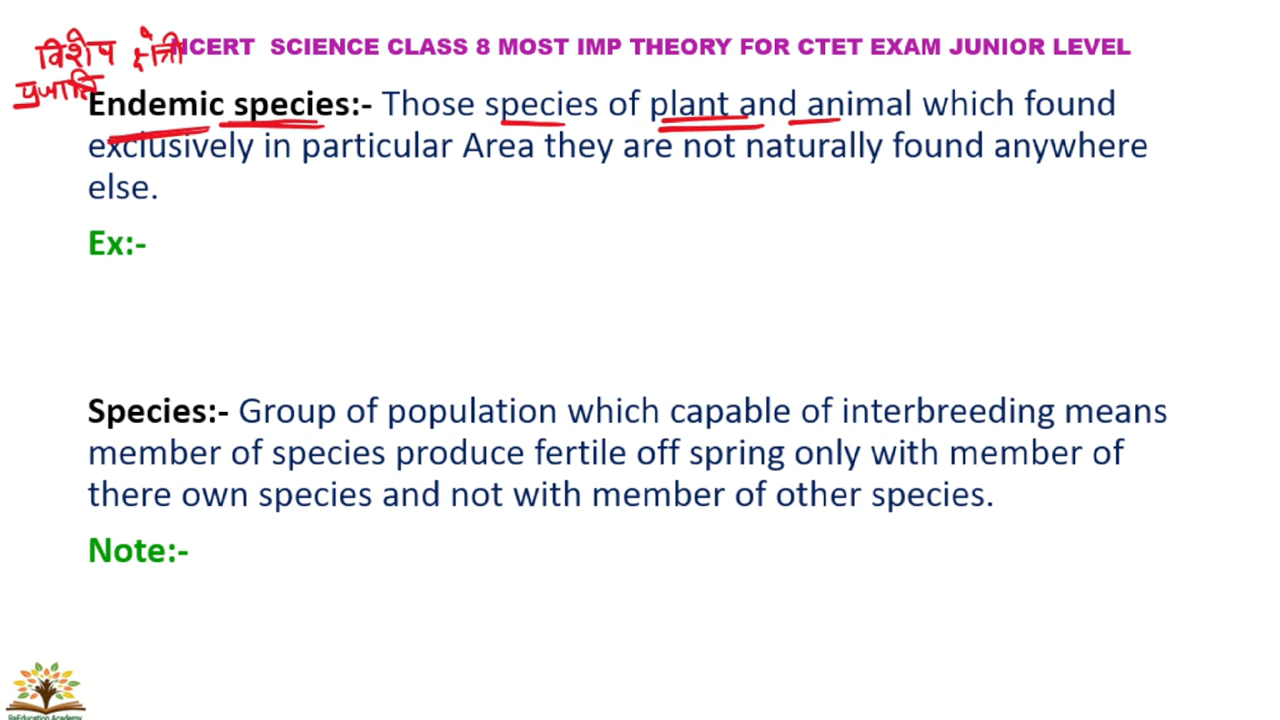 विशेष क्षेत्री
प्रजाति
NCERT SCIENCE CLASS 8 MOST IMP THEORY FOR CTET EXAM JUNIOR LEVEL
Endemic species:- Those species of plant and animal which found
exclusively in particular Area they are not naturally found anywhere
else.
Ex:-
Species:- Group of population which capable of interbreeding means
member of species produce fertile off spring only with member of
there own species and not with member of other species.
Note:-
BeEducation Academy